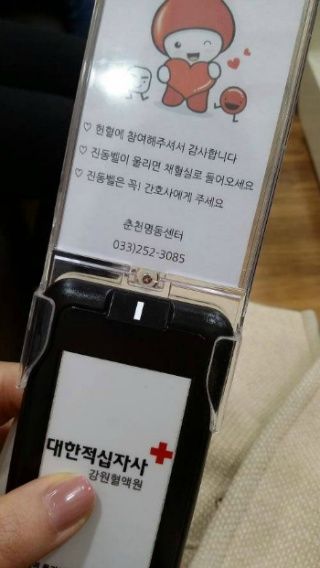 ♡ 헌혈에 참여해주셔서 감사합니다
♡ 진동벨이 울리면 채혈실로 들어오세요
♡ 진동벨은 꼭! 간호사에게 주세요
춘천명동센터
033)252-3085
대한적십자사
강원혈액원